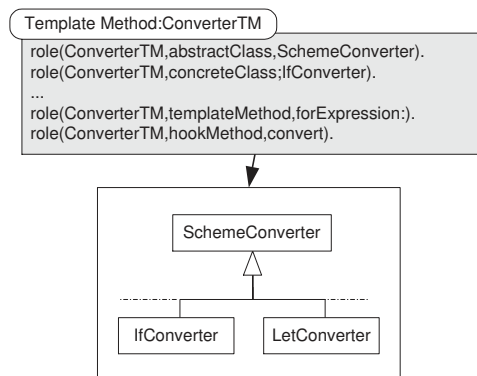 Template Method:ConverterTM
role(ConverterTM,abstractClass,SchemeConverter).
role(ConverterTM,concreteClass;IfConverter).
...
role(ConverterTM,templateMethod,forExpression:).
role(ConverterTM,hookMethod,convert).
SchemeConverter
IfConverter
LetConverter